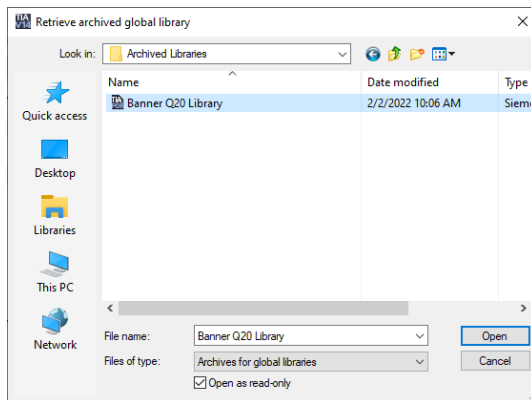 Retrieve archived global library
Look in: Archived Libraries
Name Date modified Type
Banner Q20 Library 2/2/2022 10:06 AM Sieme
Quick access
Desktop
Libraries
This PC
Network
File name: Banner Q20 Library Open
Files of type: Archives for global libraries Cancel
Open as read-only